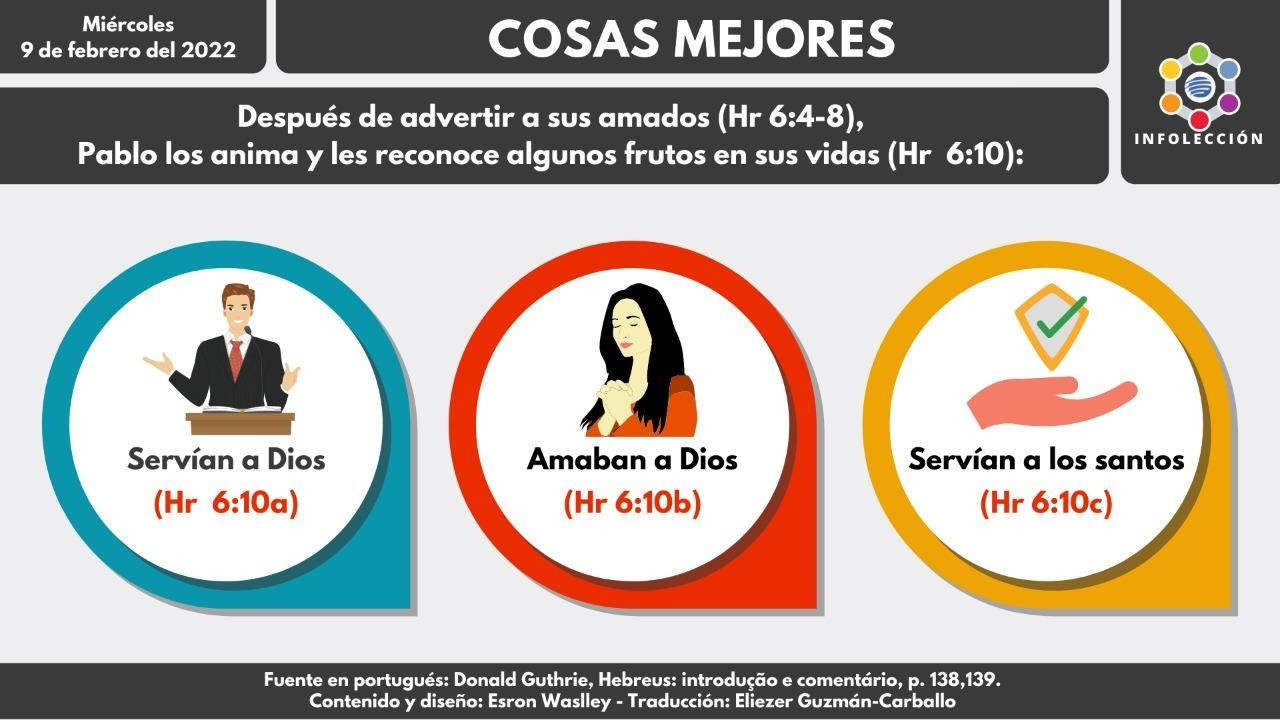 Miércoles
9 de febrero del 2022
COSAS MEJORES
INFOLECCIÓN
Después de advertir a sus amados (Hr 6:4-8),
Pablo los anima y les reconoce algunos frutos en sus vidas (Hr  6:10):
Servían a Dios
(Hr  6:10a)
Amaban a Dios
(Hr 6:10b)
Servían a los santos
(Hr 6:10c)
Fuente en portugués: Donald Guthrie, Hebreus: introdução e comentário, p. 138,139.
Contenido y diseño: Esron Waslley - Traducción: Eliezer Guzmán-Carballo